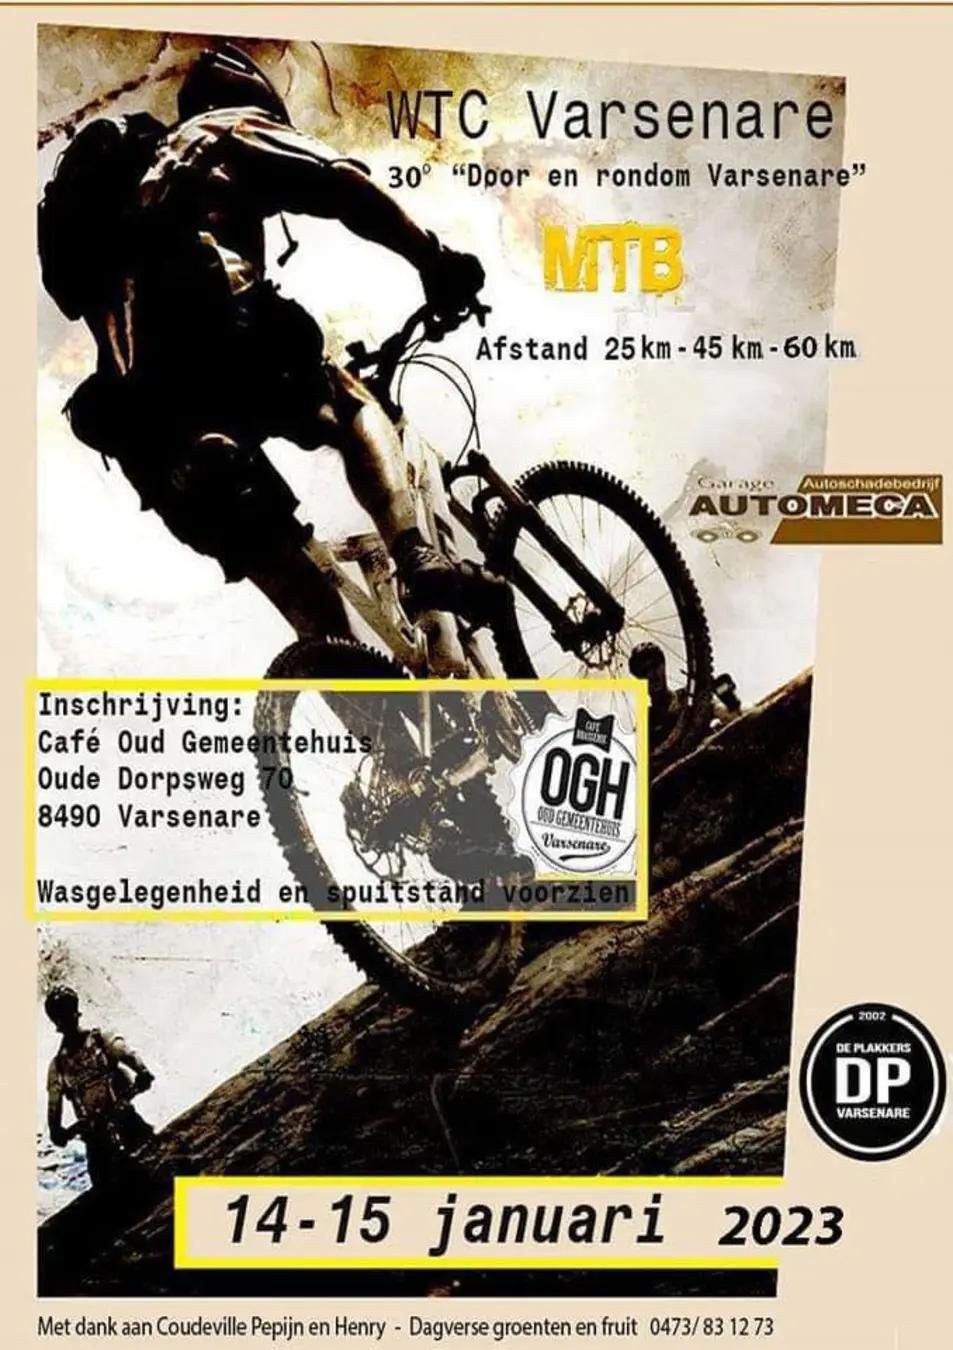 WTC Varsenare
30° “Door en rondom Varsenare”
MTB
Afstand 25 km - 45 km - 60 km
Garage
Autoschadebedrijf
AUTOMECA
Inschrijving:
Café Oud Gemeentehuis
Oude Dorpsweg 70
8490 Varsenare
CAFÉ
BRASSERIE
OGH
OUD GEMEENTEHUIS
Varsenare
Wasgelegenheid en spuitstand voorzien
2002
DE PLAKKERS
DP
VARSENARE
14-15 januari 2023
Met dank aan Coudeville Pepijn en Henry - Dagverse groenten en fruit 0473/ 83 12 73